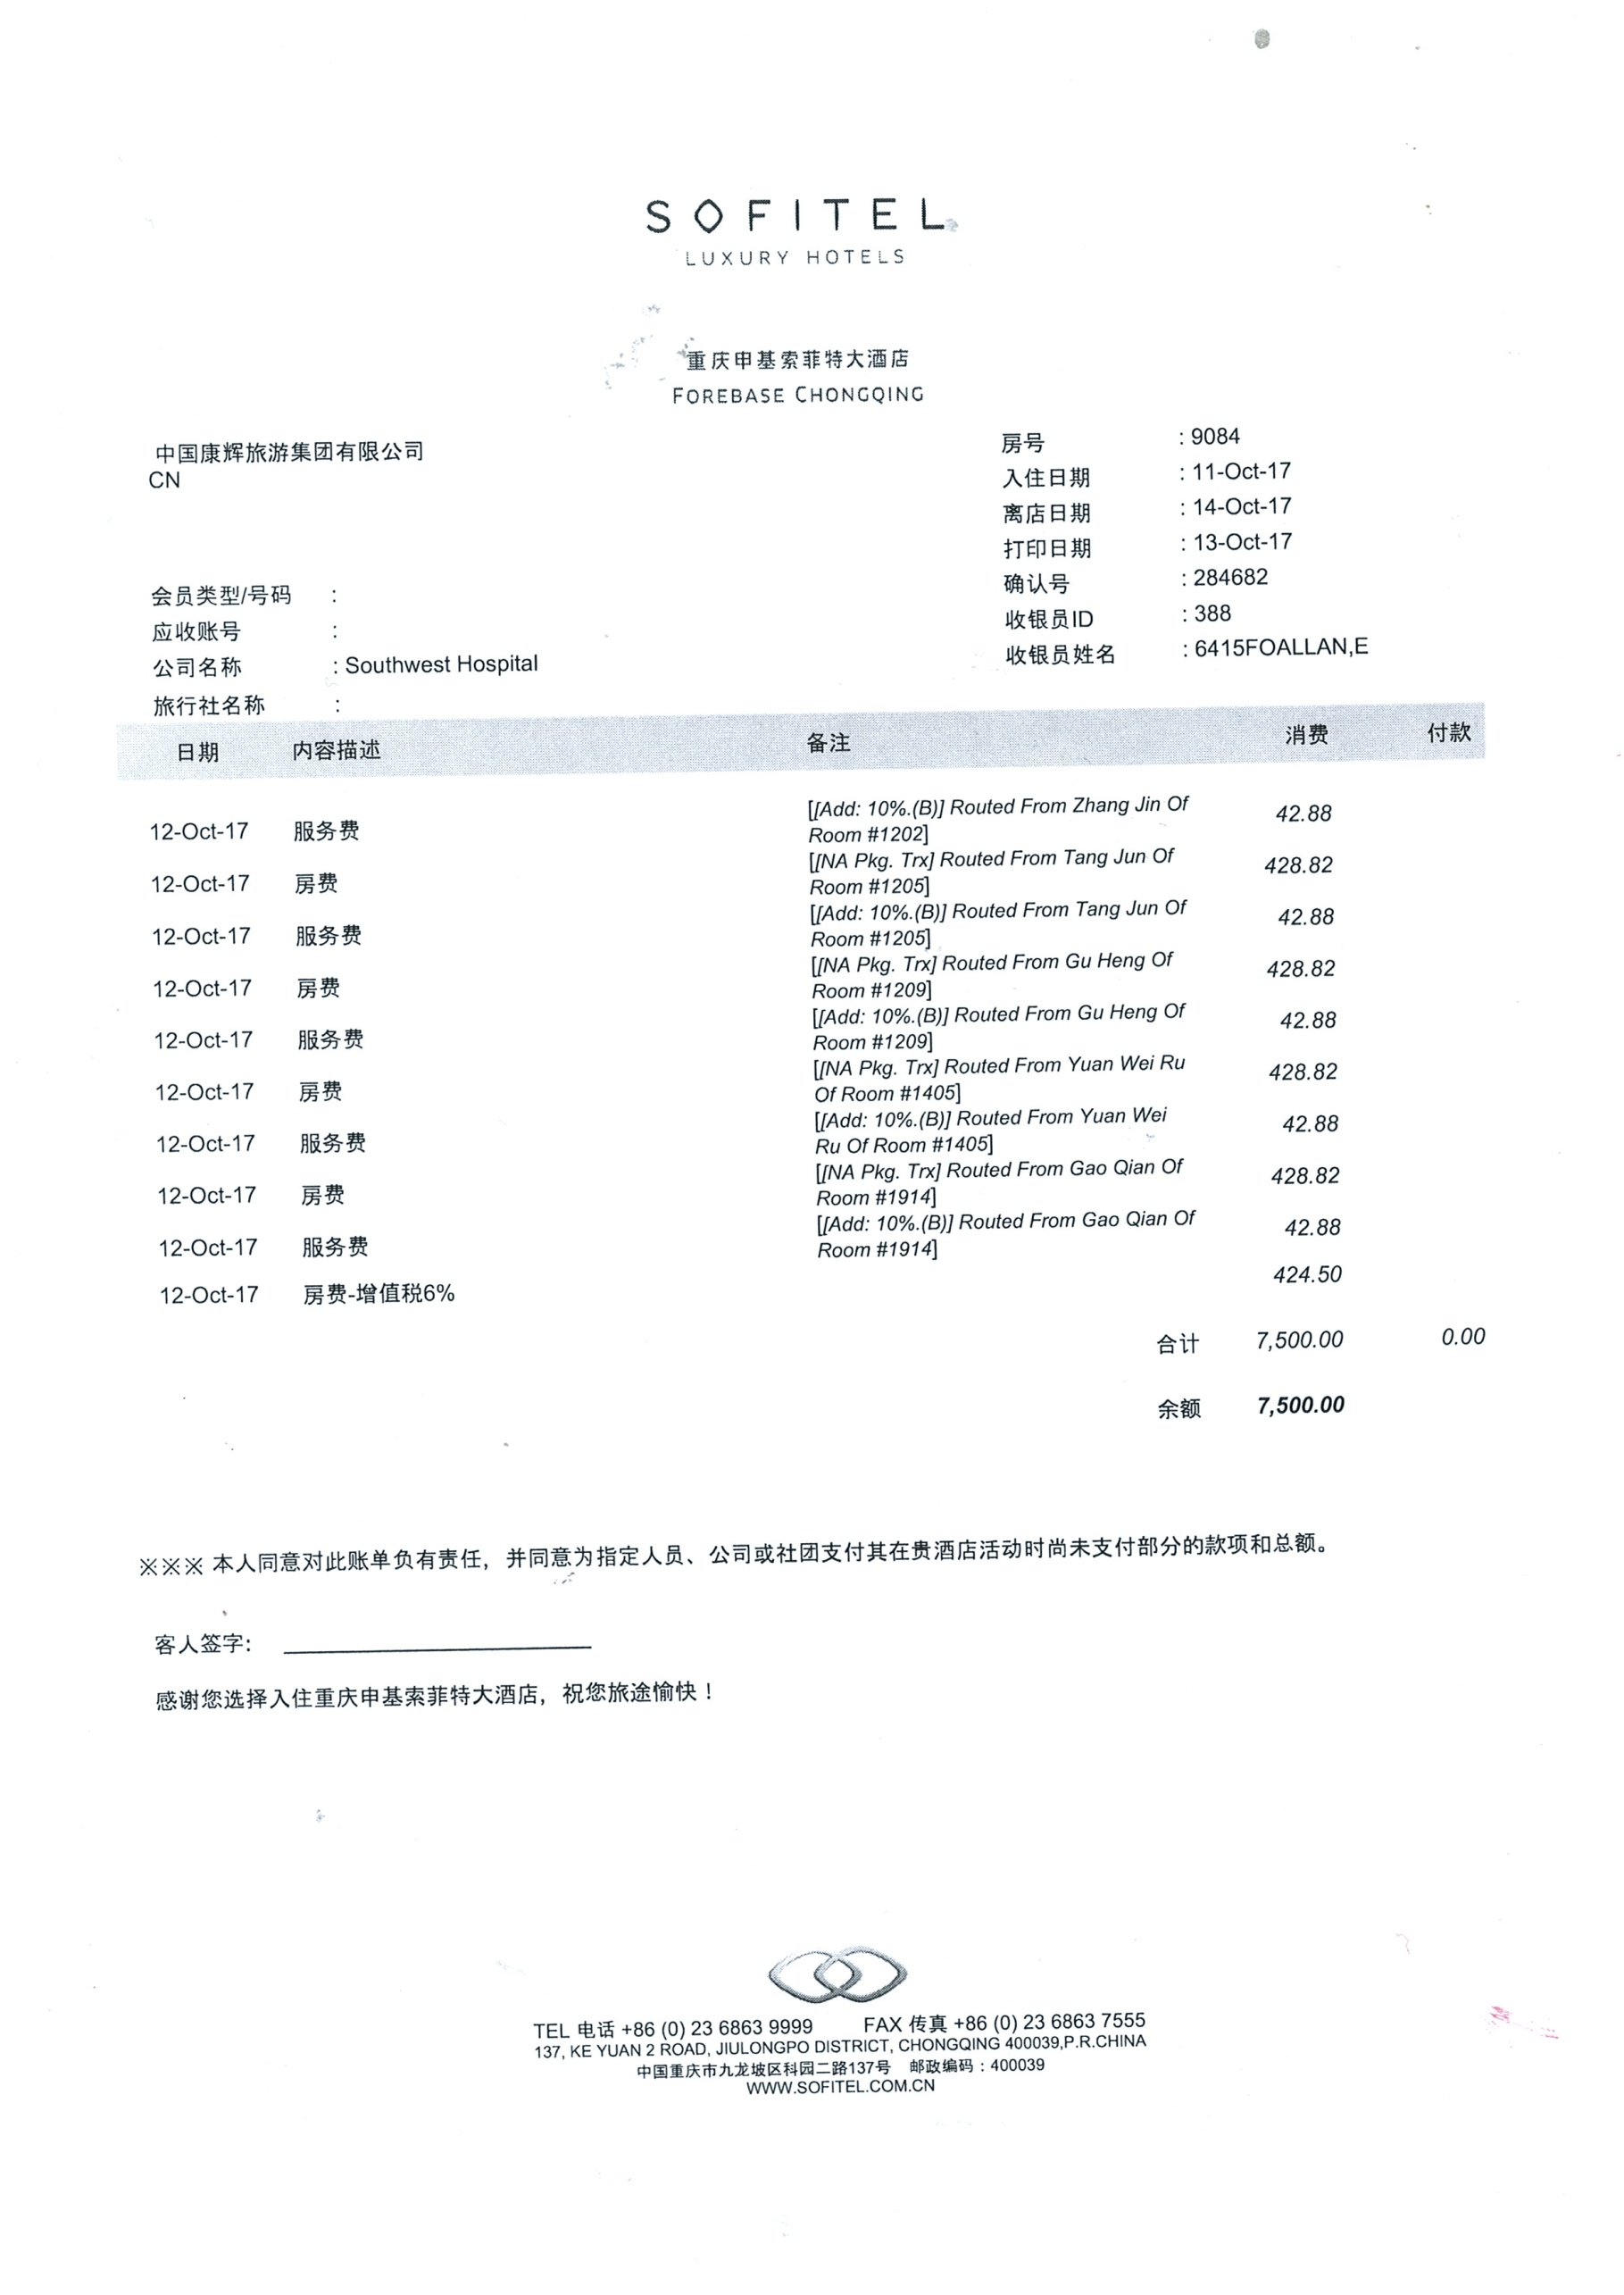 SOFITEL
LUXURY HOTELS
重庆申基索菲特大酒店
FOREBASE CHONGQING
中国康辉旅游集团有限公司
CN
房号 : 9084
入住日期 : 11-Oct-17
离店日期 : 14-Oct-17
打印日期 : 13-Oct-17
确认号 : 284682
收银员ID : 388
收银员姓名 : 6415FOALLAN,E
会员类型/号码 :
应收账号 :
公司名称 : Southwest Hospital
旅行社名称 :
日期 内容描述 备注 消费 付款
12-Oct-17 服务费 [[Add: 10%.(B)] Routed From Zhang Jin Of 42.88
Room #1202]
12-Oct-17 房费 [[NA Pkg. Trx] Routed From Tang Jun Of 428.82
Room #1205]
12-Oct-17 服务费 [[Add: 10%.(B)] Routed From Tang Jun Of 42.88
Room #1205]
12-Oct-17 房费 [[NA Pkg. Trx] Routed From Gu Heng Of 428.82
Room #1209]
12-Oct-17 服务费 [[Add: 10%.(B)] Routed From Gu Heng Of 42.88
Room #1209]
12-Oct-17 房费 [[NA Pkg. Trx] Routed From Yuan Wei Ru 428.82
Of Room #1405]
12-Oct-17 服务费 [[Add: 10%.(B)] Routed From Yuan Wei 42.88
Ru Of Room #1405]
12-Oct-17 房费 [[NA Pkg. Trx] Routed From Gao Qian Of 428.82
Room #1914]
12-Oct-17 服务费 [[Add: 10%.(B)] Routed From Gao Qian Of 42.88
Room #1914]
12-Oct-17 房费-增值税6% 424.50
合计 7,500.00 0.00
余额 7,500.00
※※※ 本人同意对此账单负有责任，并同意为指定人员、公司或社团支付其在贵酒店活动时尚未支付部分的款项和总额。
客人签字:
感谢您选择入住重庆申基索菲特大酒店，祝您旅途愉快！
TEL 电话 +86 (0) 23 6863 9999 FAX 传真 +86 (0) 23 6863 7555
137, KE YUAN 2 ROAD, JIULONGPO DISTRICT, CHONGQING 400039,P.R.CHINA
中国重庆市九龙坡区科园二路137号 邮政编码：400039
WWW.SOFITEL.COM.CN